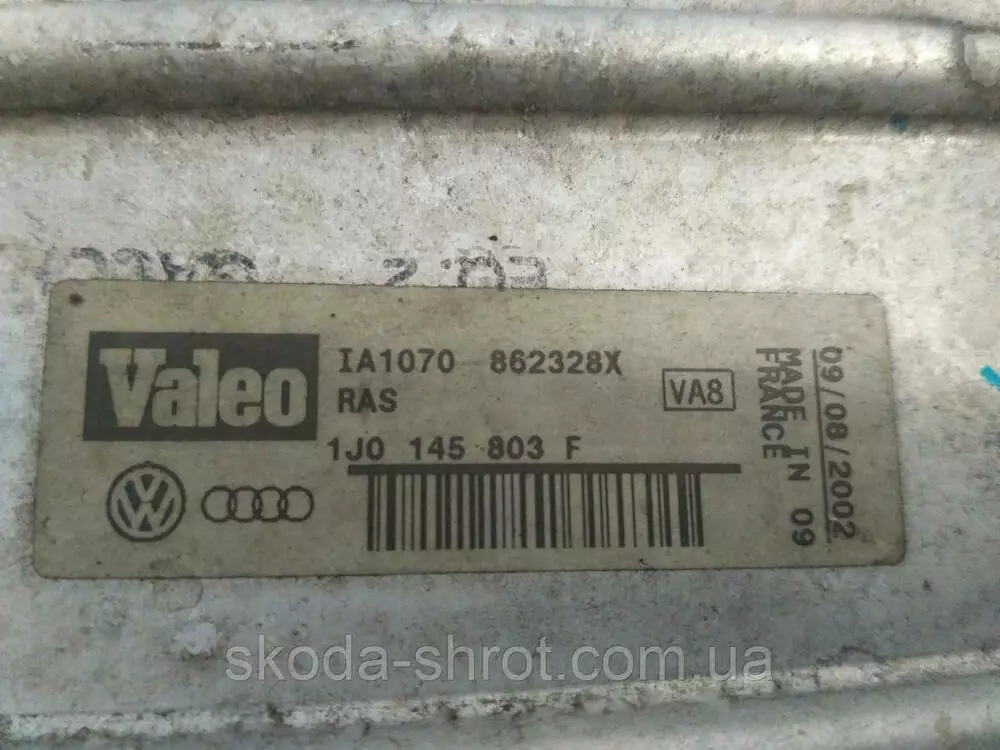 Valeo
IA1070 862328X
RAS
VA8
1J0 145 803 F
MADE IN 09
FRANCE
09/08/2002
skoda-shrot.com.ua